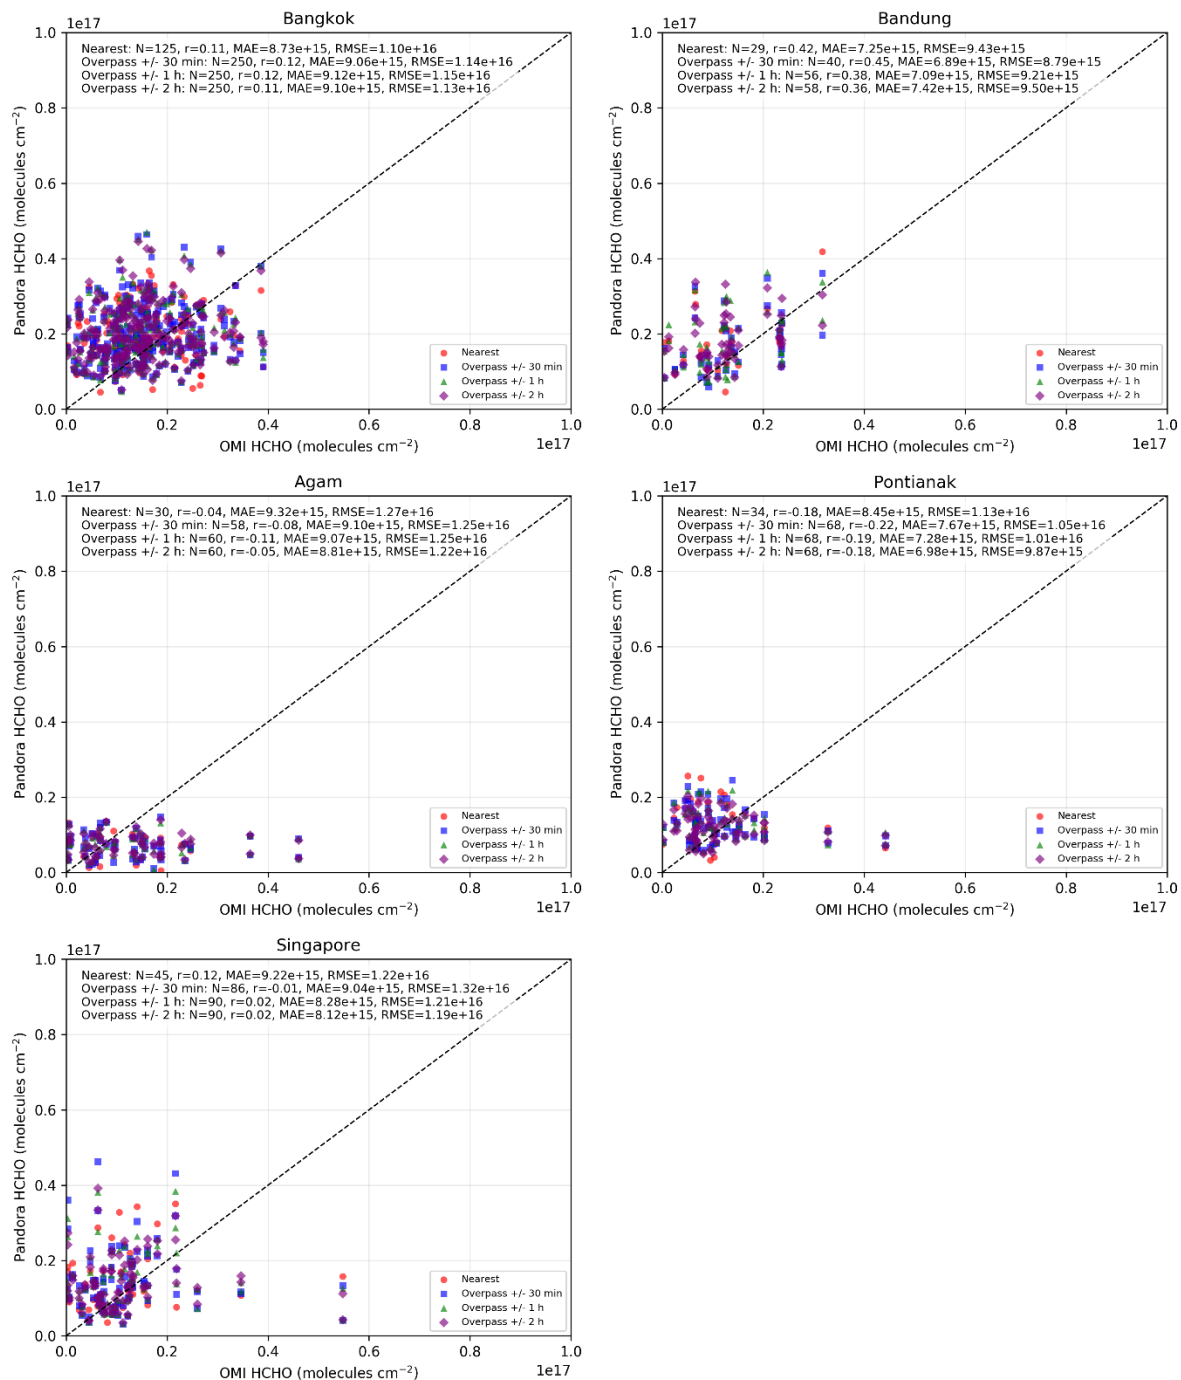 Bangkok
1e17
Nearest: N=125, r=0.11, MAE=8.73e+15, RMSE=1.10e+16
Overpass +/- 30 min: N=250, r=0.12, MAE=9.06e+15, RMSE=1.14e+16
Overpass +/- 1 h: N=250, r=0.12, MAE=9.12e+15, RMSE=1.15e+16
Overpass +/- 2 h: N=250, r=0.11, MAE=9.10e+15, RMSE=1.13e+16
1.0
0.8
0.6
0.4
0.2
0.0
Pandora HCHO (molecules cm⁻²)
Nearest
Overpass +/- 30 min
Overpass +/- 1 h
Overpass +/- 2 h
0.0 0.2 0.4 0.6 0.8 1.0
OMI HCHO (molecules cm⁻²)
1e17
Bandung
1e17
Nearest: N=29, r=0.42, MAE=7.25e+15, RMSE=9.43e+15
Overpass +/- 30 min: N=40, r=0.45, MAE=6.89e+15, RMSE=8.79e+15
Overpass +/- 1 h: N=56, r=0.38, MAE=7.09e+15, RMSE=9.21e+15
Overpass +/- 2 h: N=58, r=0.36, MAE=7.42e+15, RMSE=9.50e+15
1.0
0.8
0.6
0.4
0.2
0.0
Pandora HCHO (molecules cm⁻²)
Nearest
Overpass +/- 30 min
Overpass +/- 1 h
Overpass +/- 2 h
0.0 0.2 0.4 0.6 0.8 1.0
OMI HCHO (molecules cm⁻²)
1e17
Agam
1e17
Nearest: N=30, r=-0.04, MAE=9.32e+15, RMSE=1.27e+16
Overpass +/- 30 min: N=58, r=-0.08, MAE=9.10e+15, RMSE=1.25e+16
Overpass +/- 1 h: N=60, r=-0.11, MAE=9.07e+15, RMSE=1.25e+16
Overpass +/- 2 h: N=60, r=-0.05, MAE=8.81e+15, RMSE=1.22e+16
1.0
0.8
0.6
0.4
0.2
0.0
Pandora HCHO (molecules cm⁻²)
Nearest
Overpass +/- 30 min
Overpass +/- 1 h
Overpass +/- 2 h
0.0 0.2 0.4 0.6 0.8 1.0
OMI HCHO (molecules cm⁻²)
1e17
Pontianak
1e17
Nearest: N=34, r=-0.18, MAE=8.45e+15, RMSE=1.13e+16
Overpass +/- 30 min: N=68, r=-0.22, MAE=7.67e+15, RMSE=1.05e+16
Overpass +/- 1 h: N=68, r=-0.19, MAE=7.28e+15, RMSE=1.01e+16
Overpass +/- 2 h: N=68, r=-0.18, MAE=6.98e+15, RMSE=9.87e+15
1.0
0.8
0.6
0.4
0.2
0.0
Pandora HCHO (molecules cm⁻²)
Nearest
Overpass +/- 30 min
Overpass +/- 1 h
Overpass +/- 2 h
0.0 0.2 0.4 0.6 0.8 1.0
OMI HCHO (molecules cm⁻²)
1e17
Singapore
1e17
Nearest: N=45, r=0.12, MAE=9.22e+15, RMSE=1.22e+16
Overpass +/- 30 min: N=86, r=-0.01, MAE=9.04e+15, RMSE=1.32e+16
Overpass +/- 1 h: N=90, r=0.02, MAE=8.28e+15, RMSE=1.21e+16
Overpass +/- 2 h: N=90, r=0.02, MAE=8.12e+15, RMSE=1.19e+16
1.0
0.8
0.6
0.4
0.2
0.0
Pandora HCHO (molecules cm⁻²)
Nearest
Overpass +/- 30 min
Overpass +/- 1 h
Overpass +/- 2 h
0.0 0.2 0.4 0.6 0.8 1.0
OMI HCHO (molecules cm⁻²)
1e17